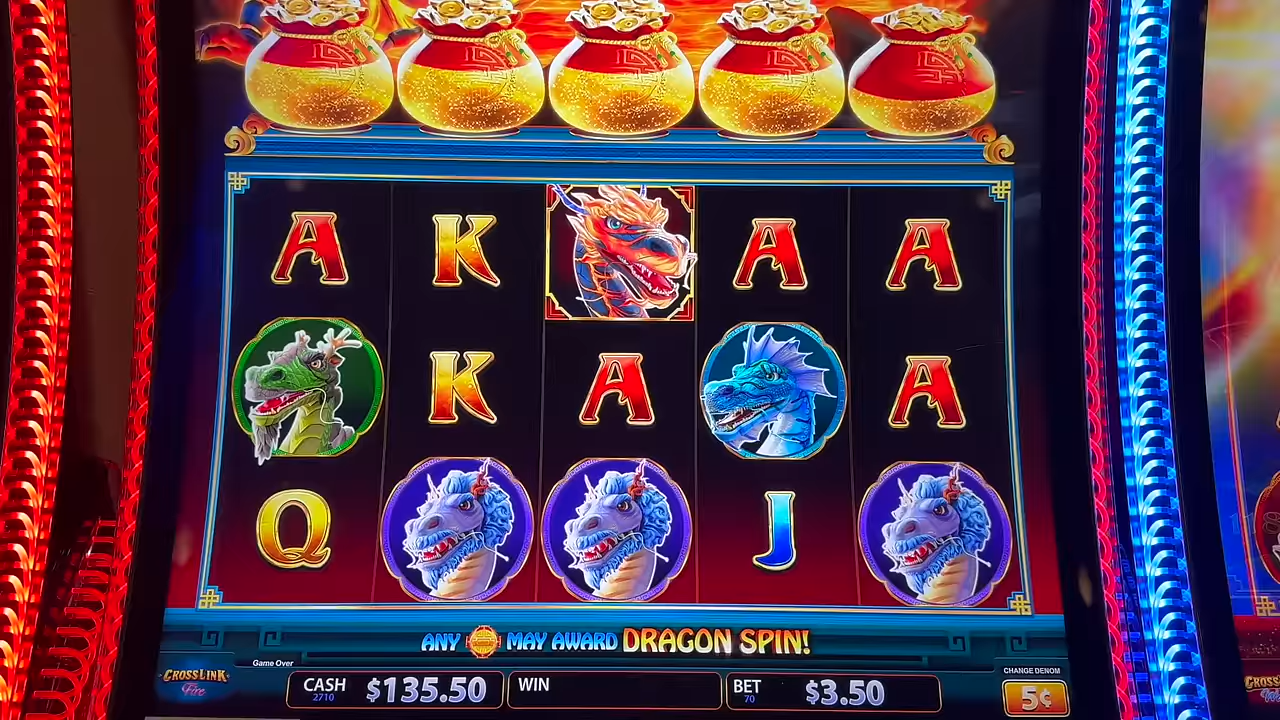 A K A A
K A A
Q J
ANY MAY AWARD DRAGON SPIN!
Game Over
CROSSLINK
Fire
CASH 2710 $135.50
WIN
BET 70 $3.50
CHANGE DENOM
5¢